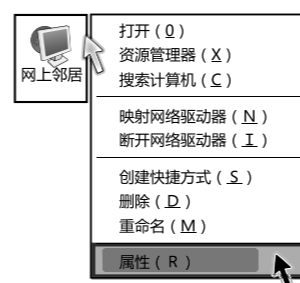 网上邻居
打开(0)
资源管理器(X)
搜索计算机(C)
映射网络驱动器(N)
断开网络驱动器(I)
创建快捷方式(S)
删除(D)
重命名(M)
属性(R)